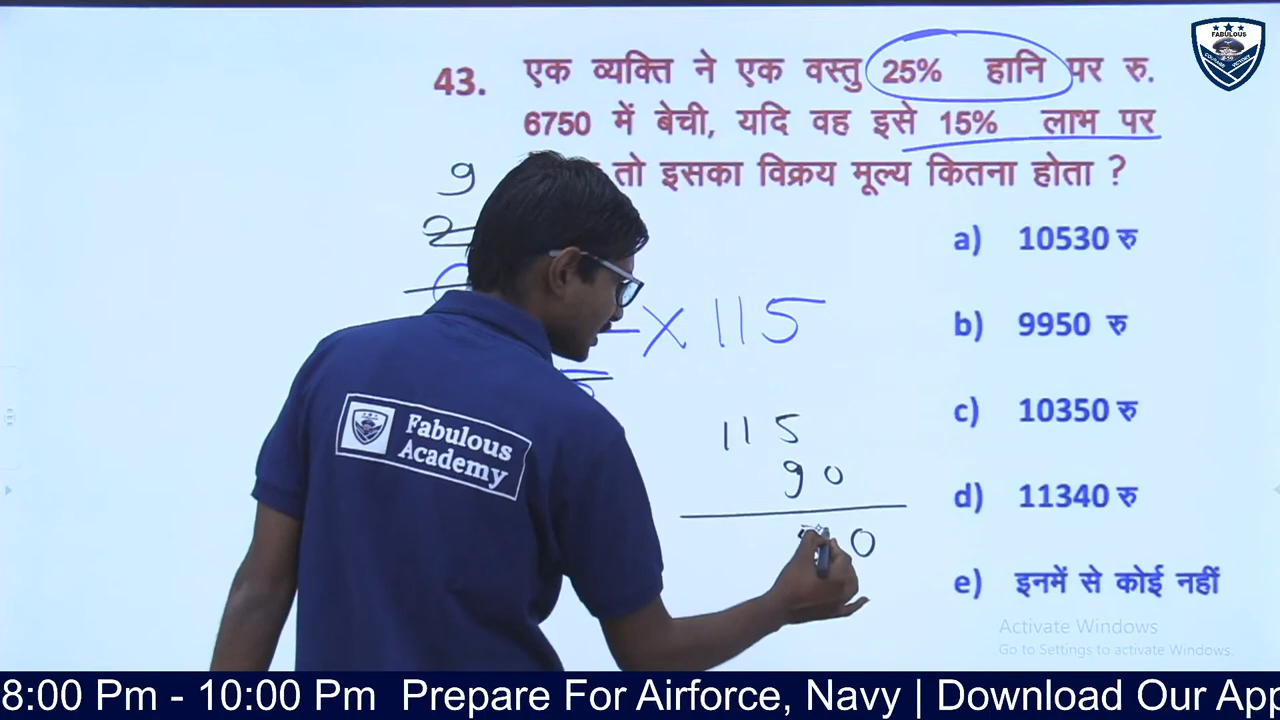 FABULOUS
43. एक व्यक्ति ने एक वस्तु 25% हानि पर रु.
6750 में बेची, यदि वह इसे 15% लाभ पर
तो इसका विक्रय मूल्य कितना होता ?
9
a) 10530 रु
× 115
b) 9950 रु
c) 10350 रु
115
90
d) 11340 रु
0
e) इनमें से कोई नहीं
Fabulous
Academy
Activate Windows
Go to Settings to activate Windows.
8:00 Pm - 10:00 Pm Prepare For Airforce, Navy | Download Our App